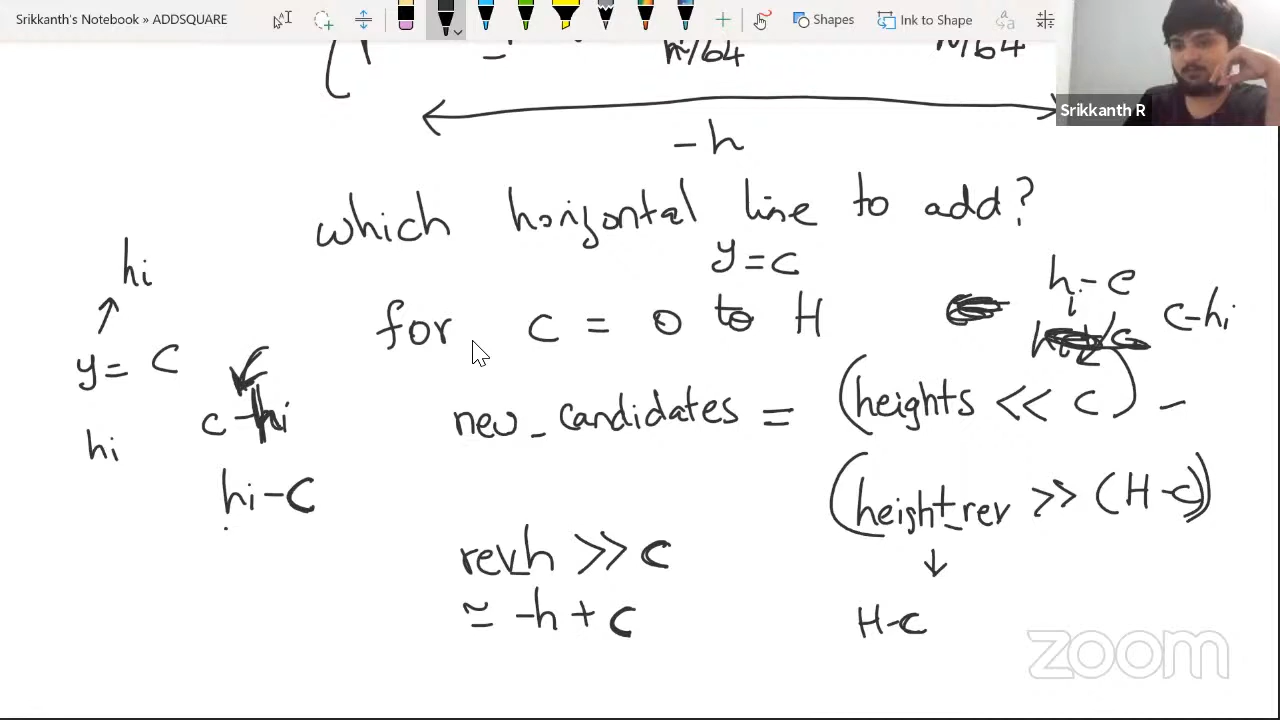 Srikkanth's Notebook » ADDSQUARE
Shapes
Ink to Shape
h/64
h/64
Srikkanth R
-h
which horizontal line to add?
y=c
hi
for c = 0 to H
hi-c
c-hi
y= c
c-hi
hi
hi-c
new_candidates = (heights << c) -
(height_rev >> (H-c))
rev_h >> c
≃ -h + c
H-c
zoom